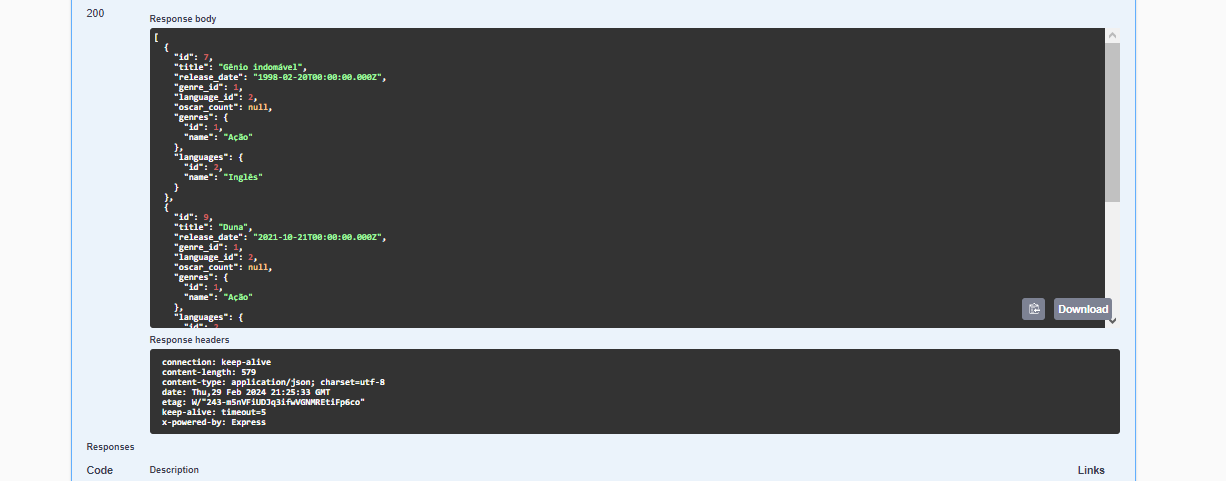 200
Response body
[
  {
    "id": 7,
    "title": "Gênio indomável",
    "release_date": "1998-02-20T00:00:00.000Z",
    "genre_id": 1,
    "language_id": 2,
    "oscar_count": null,
    "genres": {
      "id": 1,
      "name": "Ação"
    },
    "languages": {
      "id": 2,
      "name": "Inglês"
    }
  },
  {
    "id": 9,
    "title": "Duna",
    "release_date": "2021-10-21T00:00:00.000Z",
    "genre_id": 1,
    "language_id": 2,
    "oscar_count": null,
    "genres": {
      "id": 1,
      "name": "Ação"
    },
    "languages": {
      "id": 2
Download
Response headers
connection: keep-alive
content-length: 579
content-type: application/json; charset=utf-8
date: Thu,29 Feb 2024 21:25:33 GMT
etag: W/"243-m5nVFiUDJq3ifwVGNMREtiFp6co"
keep-alive: timeout=5
x-powered-by: Express
Responses
Code
Description
Links